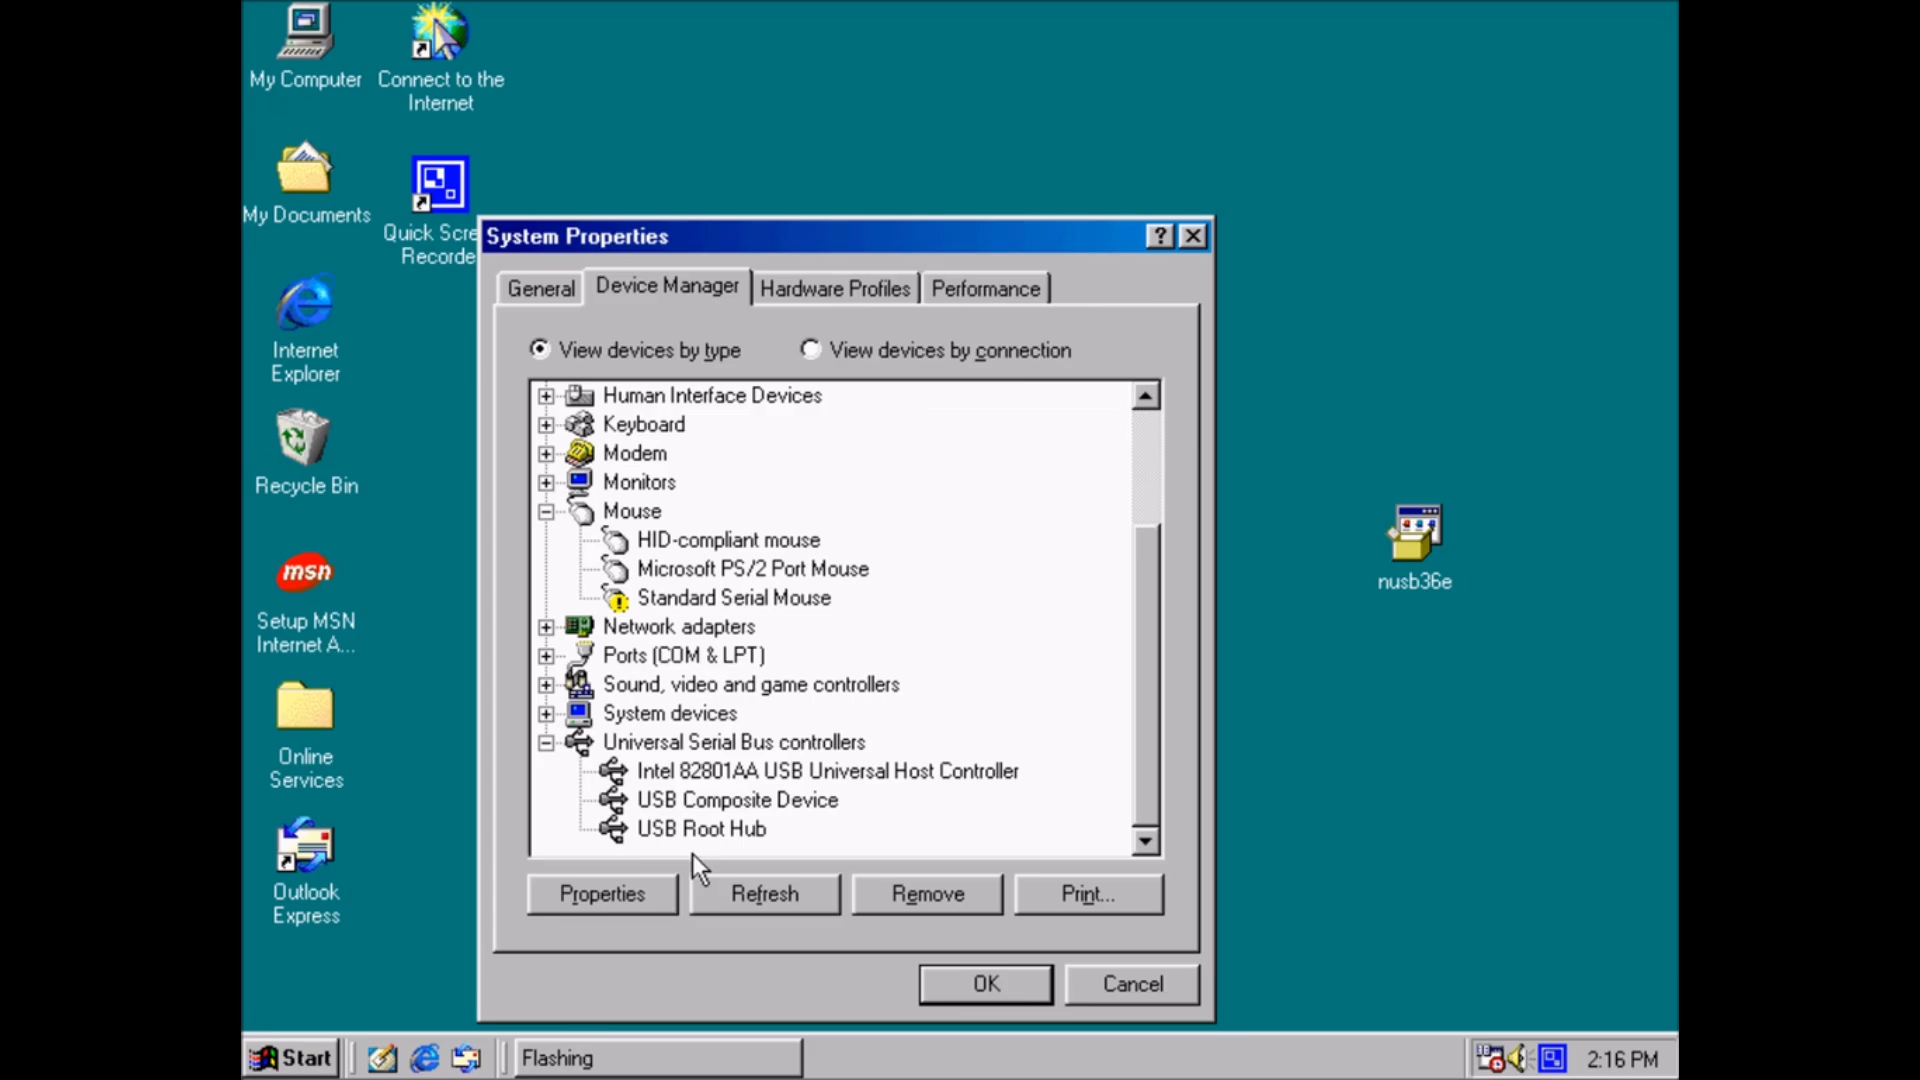 My Computer
Connect to the
Internet
My Documents
Quick Scre
Recorde
Internet
Explorer
Recycle Bin
msn
Setup MSN
Internet A...
Online
Services
Outlook
Express
nusb36e
System Properties
General
Device Manager
Hardware Profiles
Performance
View devices by type
View devices by connection
Human Interface Devices
Keyboard
Modem
Monitors
Mouse
HID-compliant mouse
Microsoft PS/2 Port Mouse
Standard Serial Mouse
Network adapters
Ports (COM & LPT)
Sound, video and game controllers
System devices
Universal Serial Bus controllers
Intel 82801AA USB Universal Host Controller
USB Composite Device
USB Root Hub
Properties
Refresh
Remove
Print...
OK
Cancel
Start
Flashing
2:16 PM